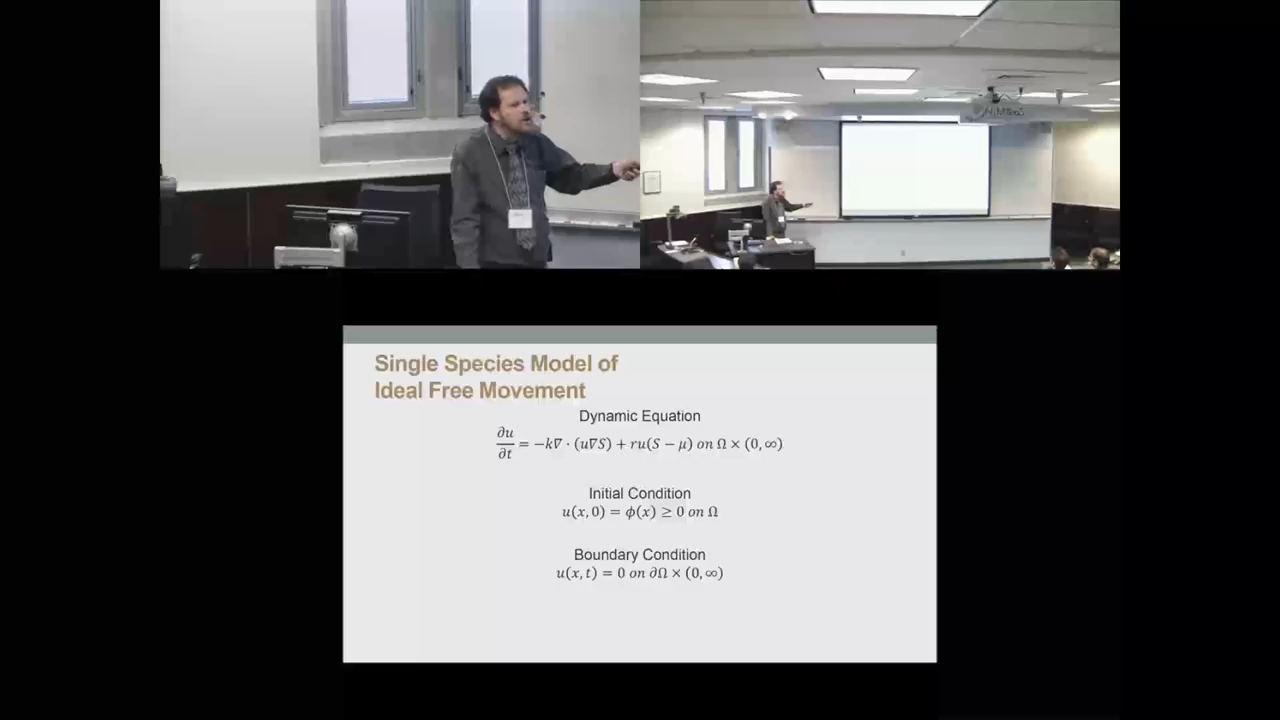 Single Species Model of
Ideal Free Movement
Dynamic Equation
∂u/∂t = −k∇ · (u∇S) + ru(S − μ) on Ω × (0, ∞)
Initial Condition
u(x, 0) = ϕ(x) ≥ 0 on Ω
Boundary Condition
u(x, t) = 0 on ∂Ω × (0, ∞)